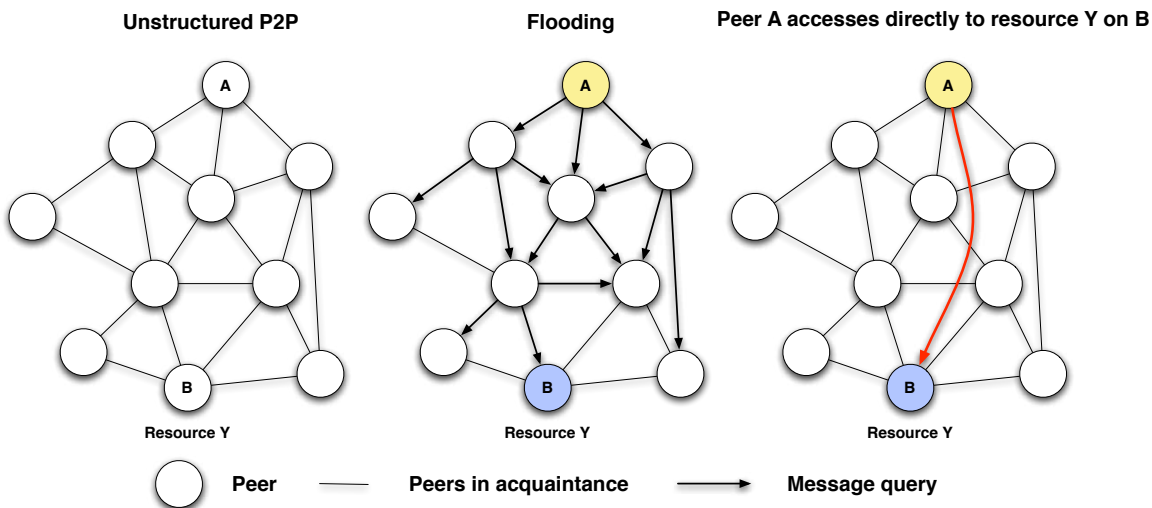 Unstructured P2P
Flooding
Peer A accesses directly to resource Y on B
A
A
A
B
B
B
Resource Y
Resource Y
Resource Y
Peer
Peers in acquaintance
Message query